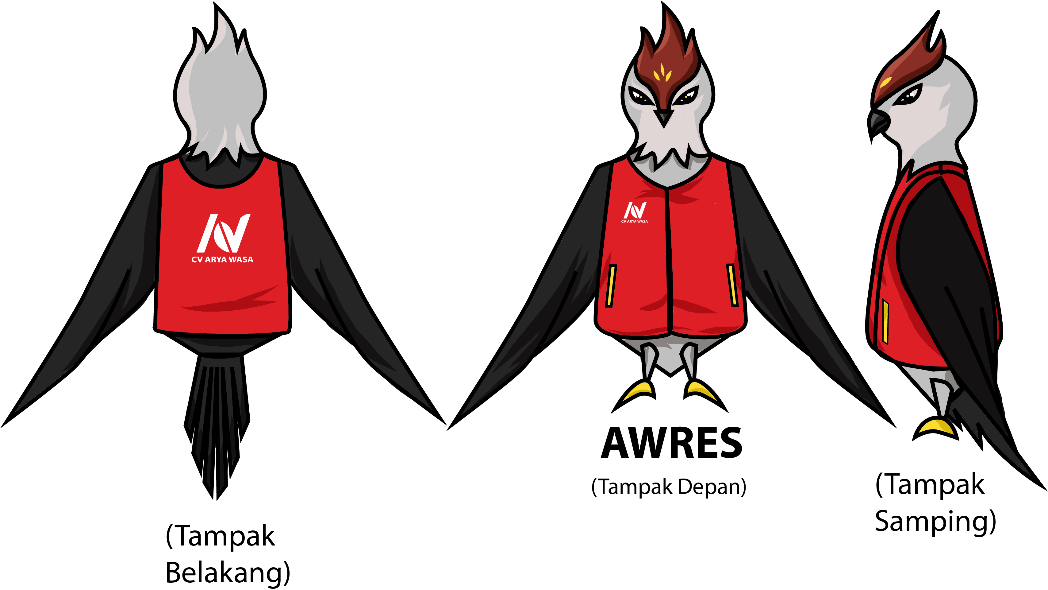 CV ARYA WASA
(Tampak
Belakang)
CV ARYA WASA
AWRES
(Tampak Depan)
(Tampak
Samping)